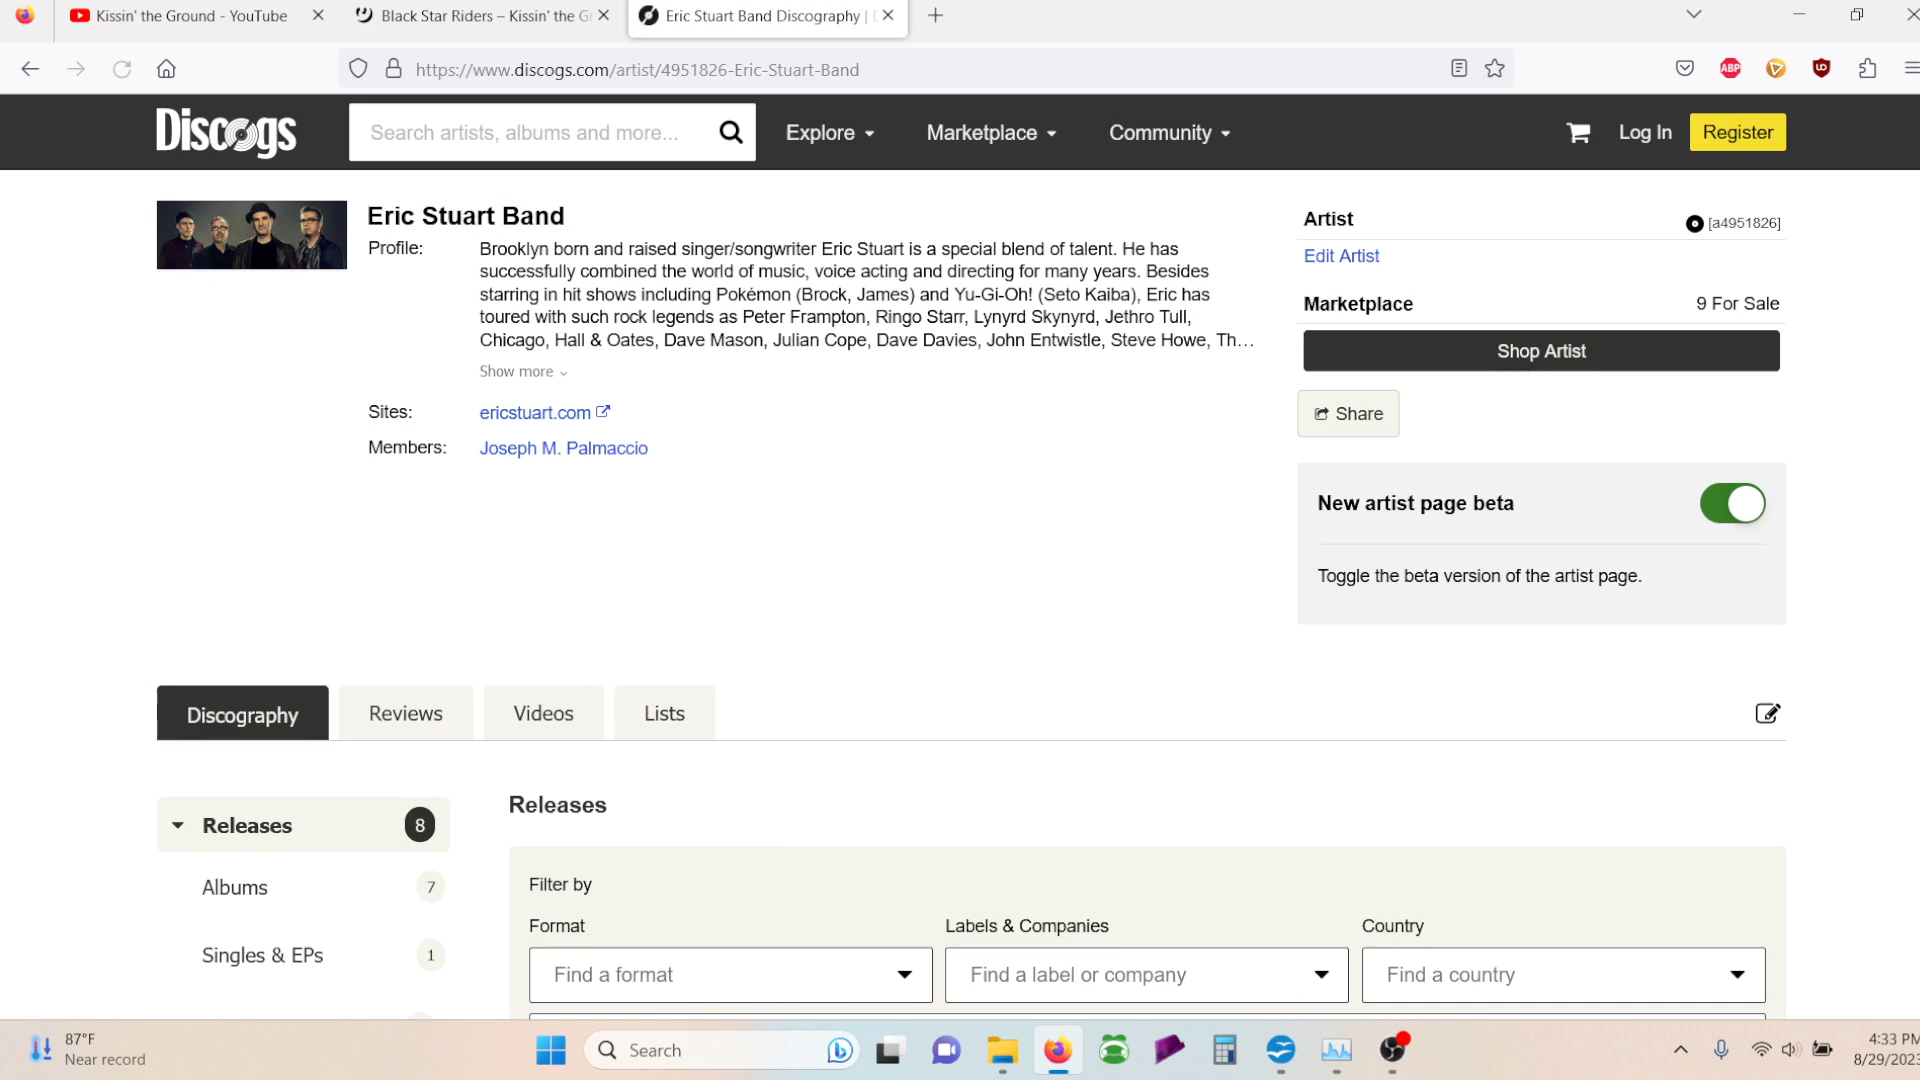 Kissin' the Ground - YouTube
Black Star Riders – Kissin' the Gr
Eric Stuart Band Discography | D
https://www.discogs.com/artist/4951826-Eric-Stuart-Band
ABP
Discogs
Search artists, albums and more...
Explore
Marketplace
Community
Log In
Register
Eric Stuart Band
Profile:
Brooklyn born and raised singer/songwriter Eric Stuart is a special blend of talent. He has
successfully combined the world of music, voice acting and directing for many years. Besides
starring in hit shows including Pokémon (Brock, James) and Yu-Gi-Oh! (Seto Kaiba), Eric has
toured with such rock legends as Peter Frampton, Ringo Starr, Lynyrd Skynyrd, Jethro Tull,
Chicago, Hall & Oates, Dave Mason, Julian Cope, Dave Davies, John Entwistle, Steve Howe, Th…
Show more
Sites:
ericstuart.com
Members:
Joseph M. Palmaccio
Artist
[a4951826]
Edit Artist
Marketplace
9 For Sale
Shop Artist
Share
New artist page beta
Toggle the beta version of the artist page.
Discography
Reviews
Videos
Lists
Releases
8
Albums
7
Singles & EPs
1
Releases
Filter by
Format
Labels & Companies
Country
Find a format
Find a label or company
Find a country
87°F
Near record
Search
4:33 PM
8/29/2023